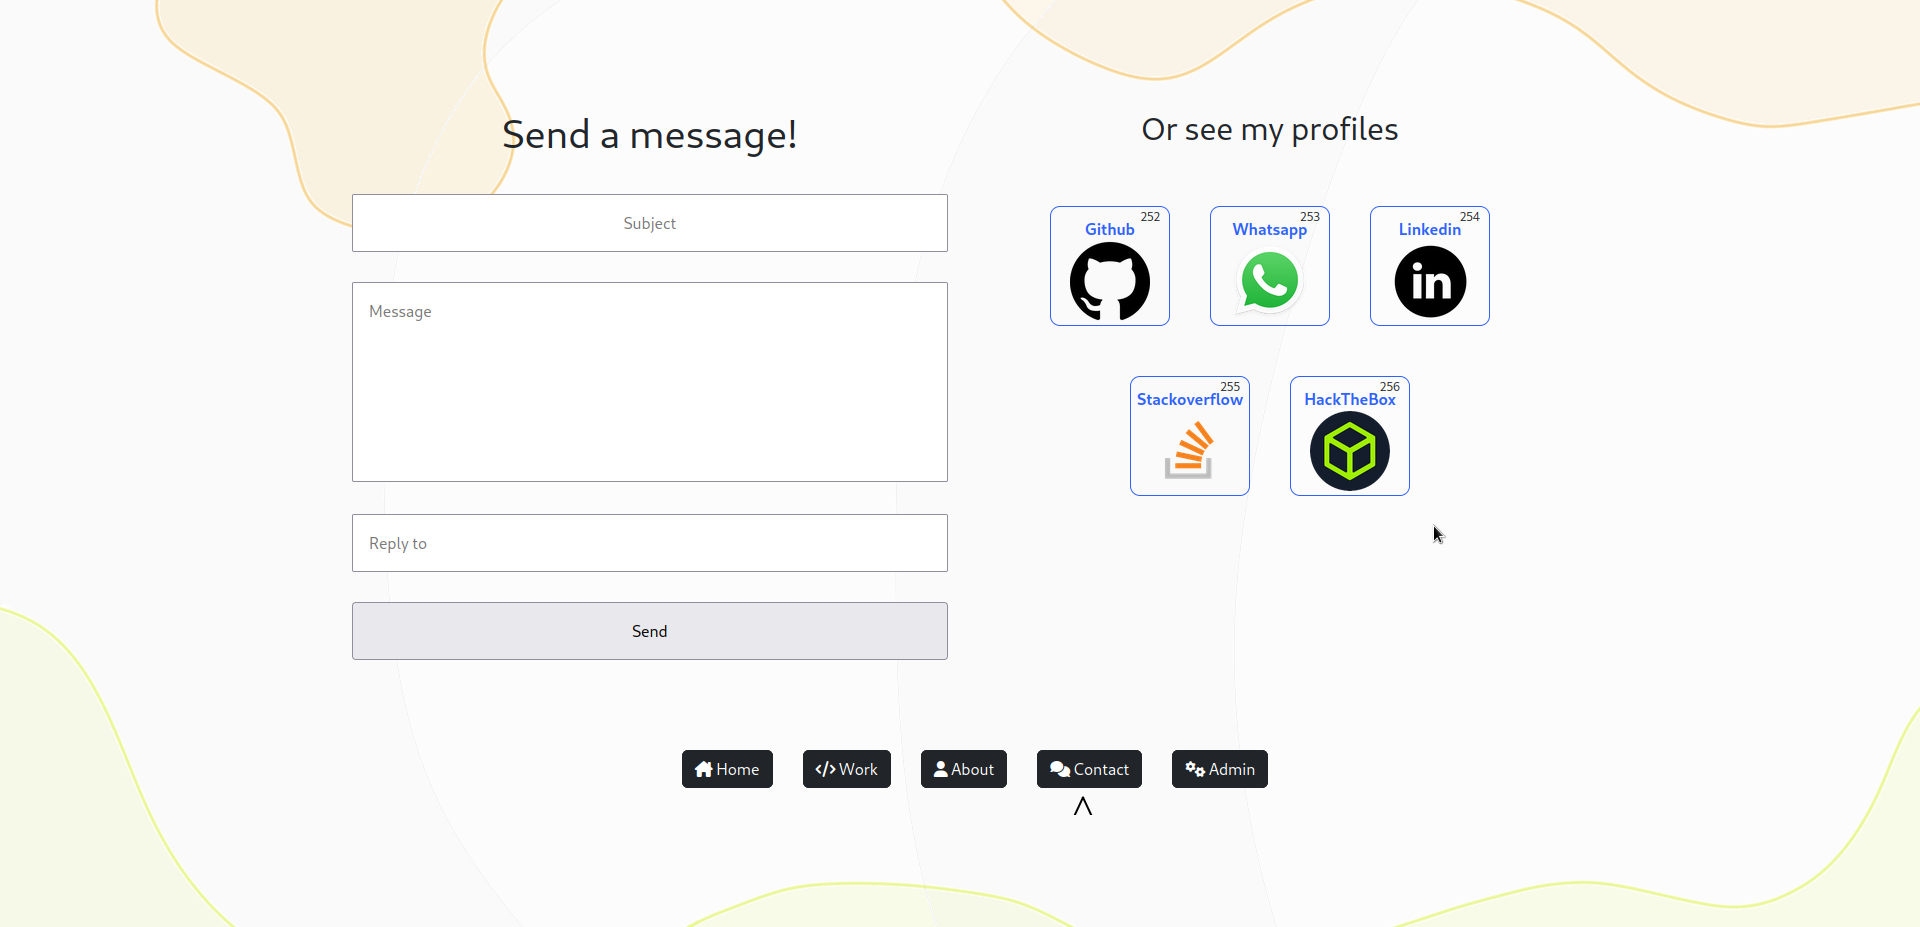 Send a message!
Subject
Message
Reply to
Send
Or see my profiles
252
Github
253
Whatsapp
254
Linkedin
in
255
Stackoverflow
256
HackTheBox
Home
</> Work
About
Contact
Admin
^